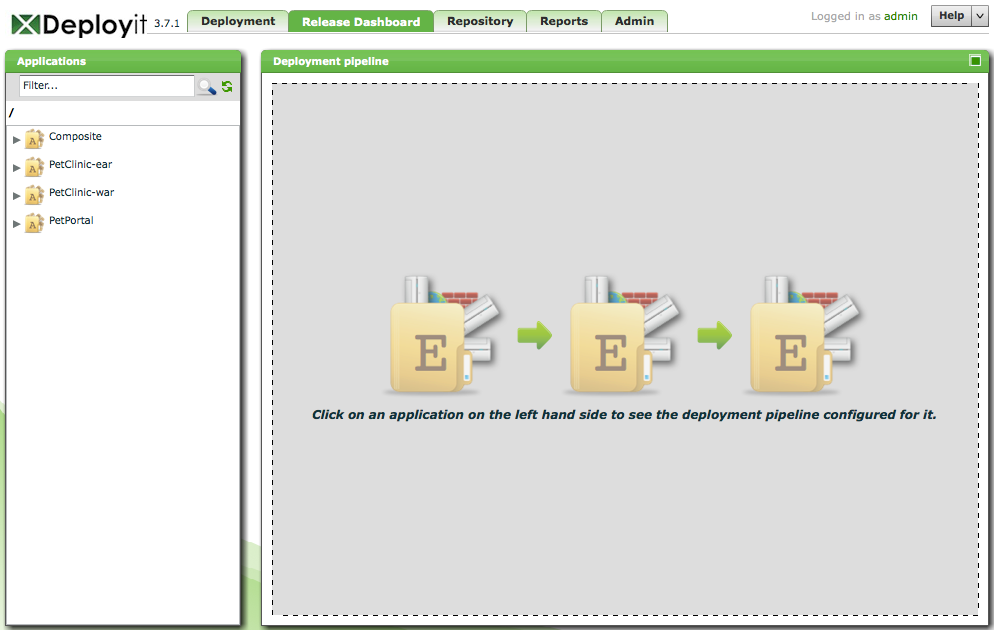 Deployit 3.7.1
Deployment
Release Dashboard
Repository
Reports
Admin
Logged in as admin
Help
Applications
Filter...
/
A Composite
A PetClinic-ear
A PetClinic-war
A PetPortal
Deployment pipeline
E E E
Click on an application on the left hand side to see the deployment pipeline configured for it.